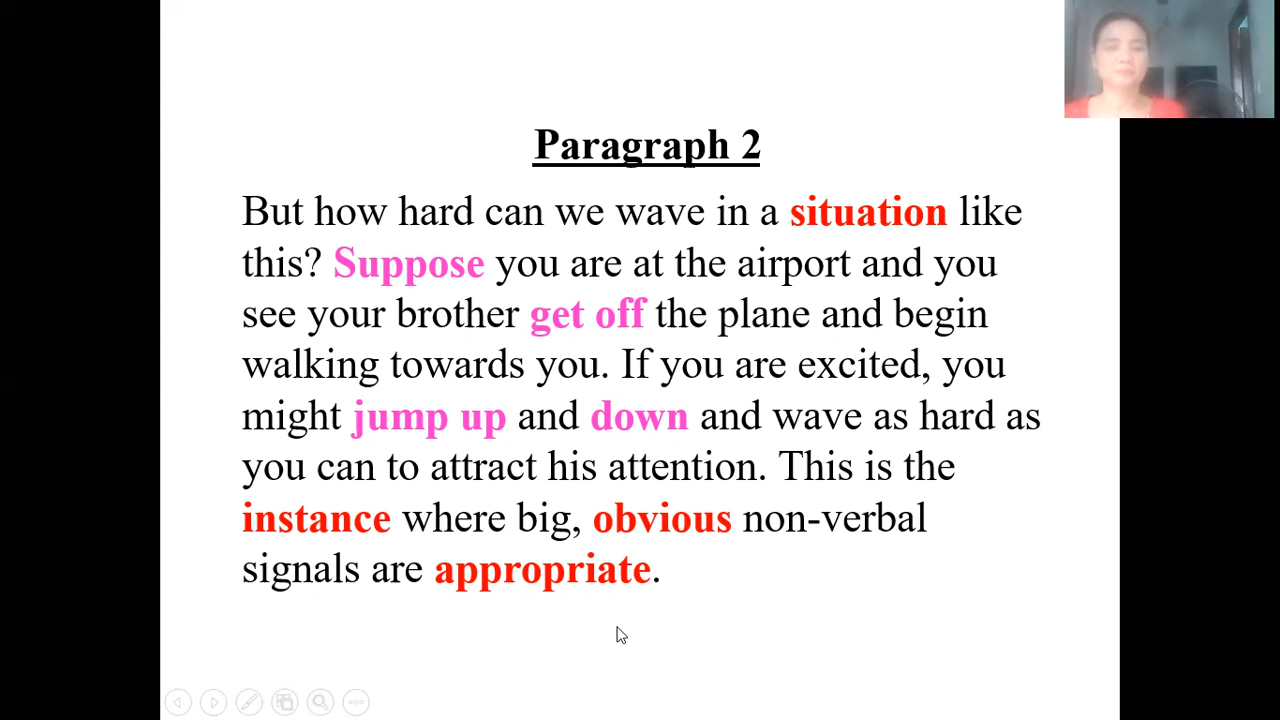 Paragraph 2
But how hard can we wave in a situation like
this? Suppose you are at the airport and you
see your brother get off the plane and begin
walking towards you. If you are excited, you
might jump up and down and wave as hard as
you can to attract his attention. This is the
instance where big, obvious non-verbal
signals are appropriate.